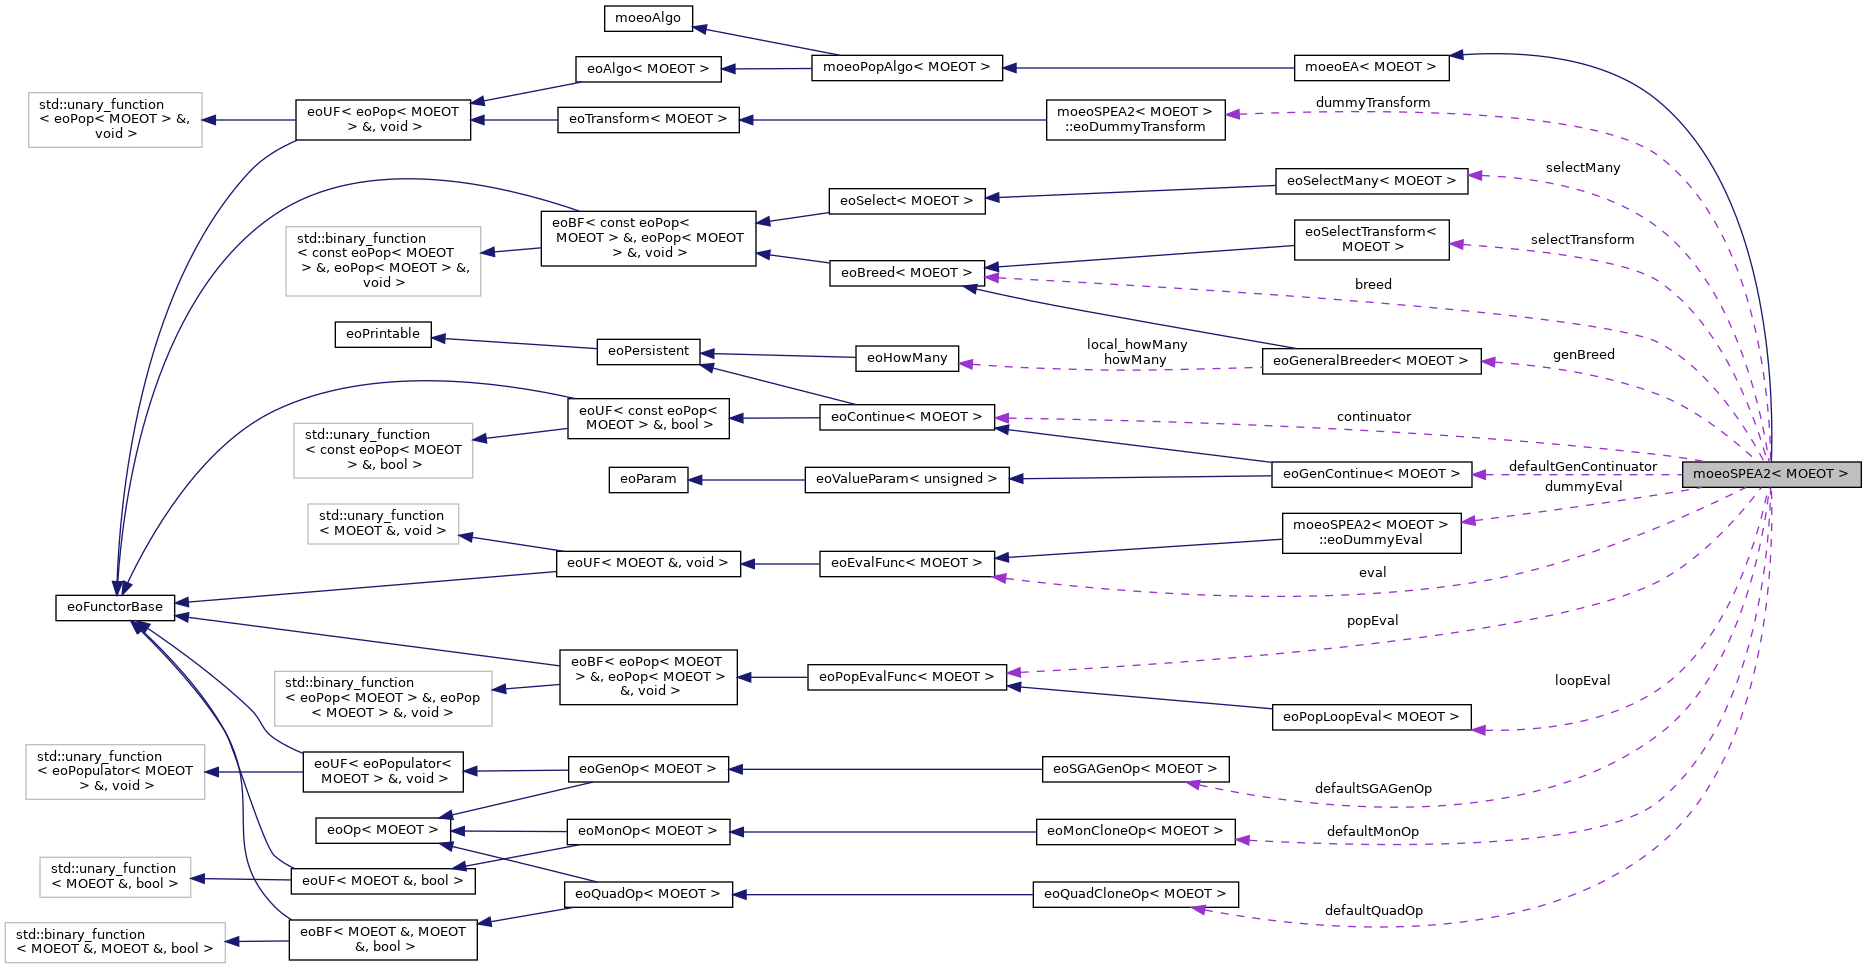 moeoAlgo
eoAlgo< MOEOT >
moeoPopAlgo< MOEOT >
moeoEA< MOEOT >
std::unary_function
< eoPop< MOEOT > &,
void >
eoUF< eoPop< MOEOT
> &, void >
eoTransform< MOEOT >
moeoSPEA2< MOEOT >
::eoDummyTransform
dummyTransform
selectMany
eoSelectMany< MOEOT >
eoSelect< MOEOT >
std::binary_function
< const eoPop< MOEOT
> &, eoPop< MOEOT > &,
void >
eoBF< const eoPop<
MOEOT > &, eoPop< MOEOT
> &, void >
eoSelectTransform<
MOEOT >
selectTransform
eoBreed< MOEOT >
breed
eoPrintable
eoPersistent
eoHowMany
local_howMany
howMany
eoGeneralBreeder< MOEOT >
genBreed
eoUF< const eoPop<
MOEOT > &, bool >
eoContinue< MOEOT >
continuator
std::unary_function
< const eoPop< MOEOT
> &, bool >
eoParam
eoValueParam< unsigned >
eoGenContinue< MOEOT >
defaultGenContinuator
moeoSPEA2< MOEOT >
dummyEval
std::unary_function
< MOEOT &, void >
moeoSPEA2< MOEOT >
::eoDummyEval
eoUF< MOEOT &, void >
eoEvalFunc< MOEOT >
eval
eoFunctorBase
popEval
eoBF< eoPop< MOEOT
> &, eoPop< MOEOT >
&, void >
eoPopEvalFunc< MOEOT >
loopEval
std::binary_function
< eoPop< MOEOT > &, eoPop
< MOEOT > &, void >
eoPopLoopEval< MOEOT >
std::unary_function
< eoPopulator< MOEOT
> &, void >
eoUF< eoPopulator<
MOEOT > &, void >
eoGenOp< MOEOT >
eoSGAGenOp< MOEOT >
defaultSGAGenOp
eoOp< MOEOT >
eoMonOp< MOEOT >
eoMonCloneOp< MOEOT >
defaultMonOp
std::unary_function
< MOEOT &, bool >
eoUF< MOEOT &, bool >
eoQuadOp< MOEOT >
eoQuadCloneOp< MOEOT >
defaultQuadOp
std::binary_function
< MOEOT &, MOEOT &, bool >
eoBF< MOEOT &, MOEOT
&, bool >